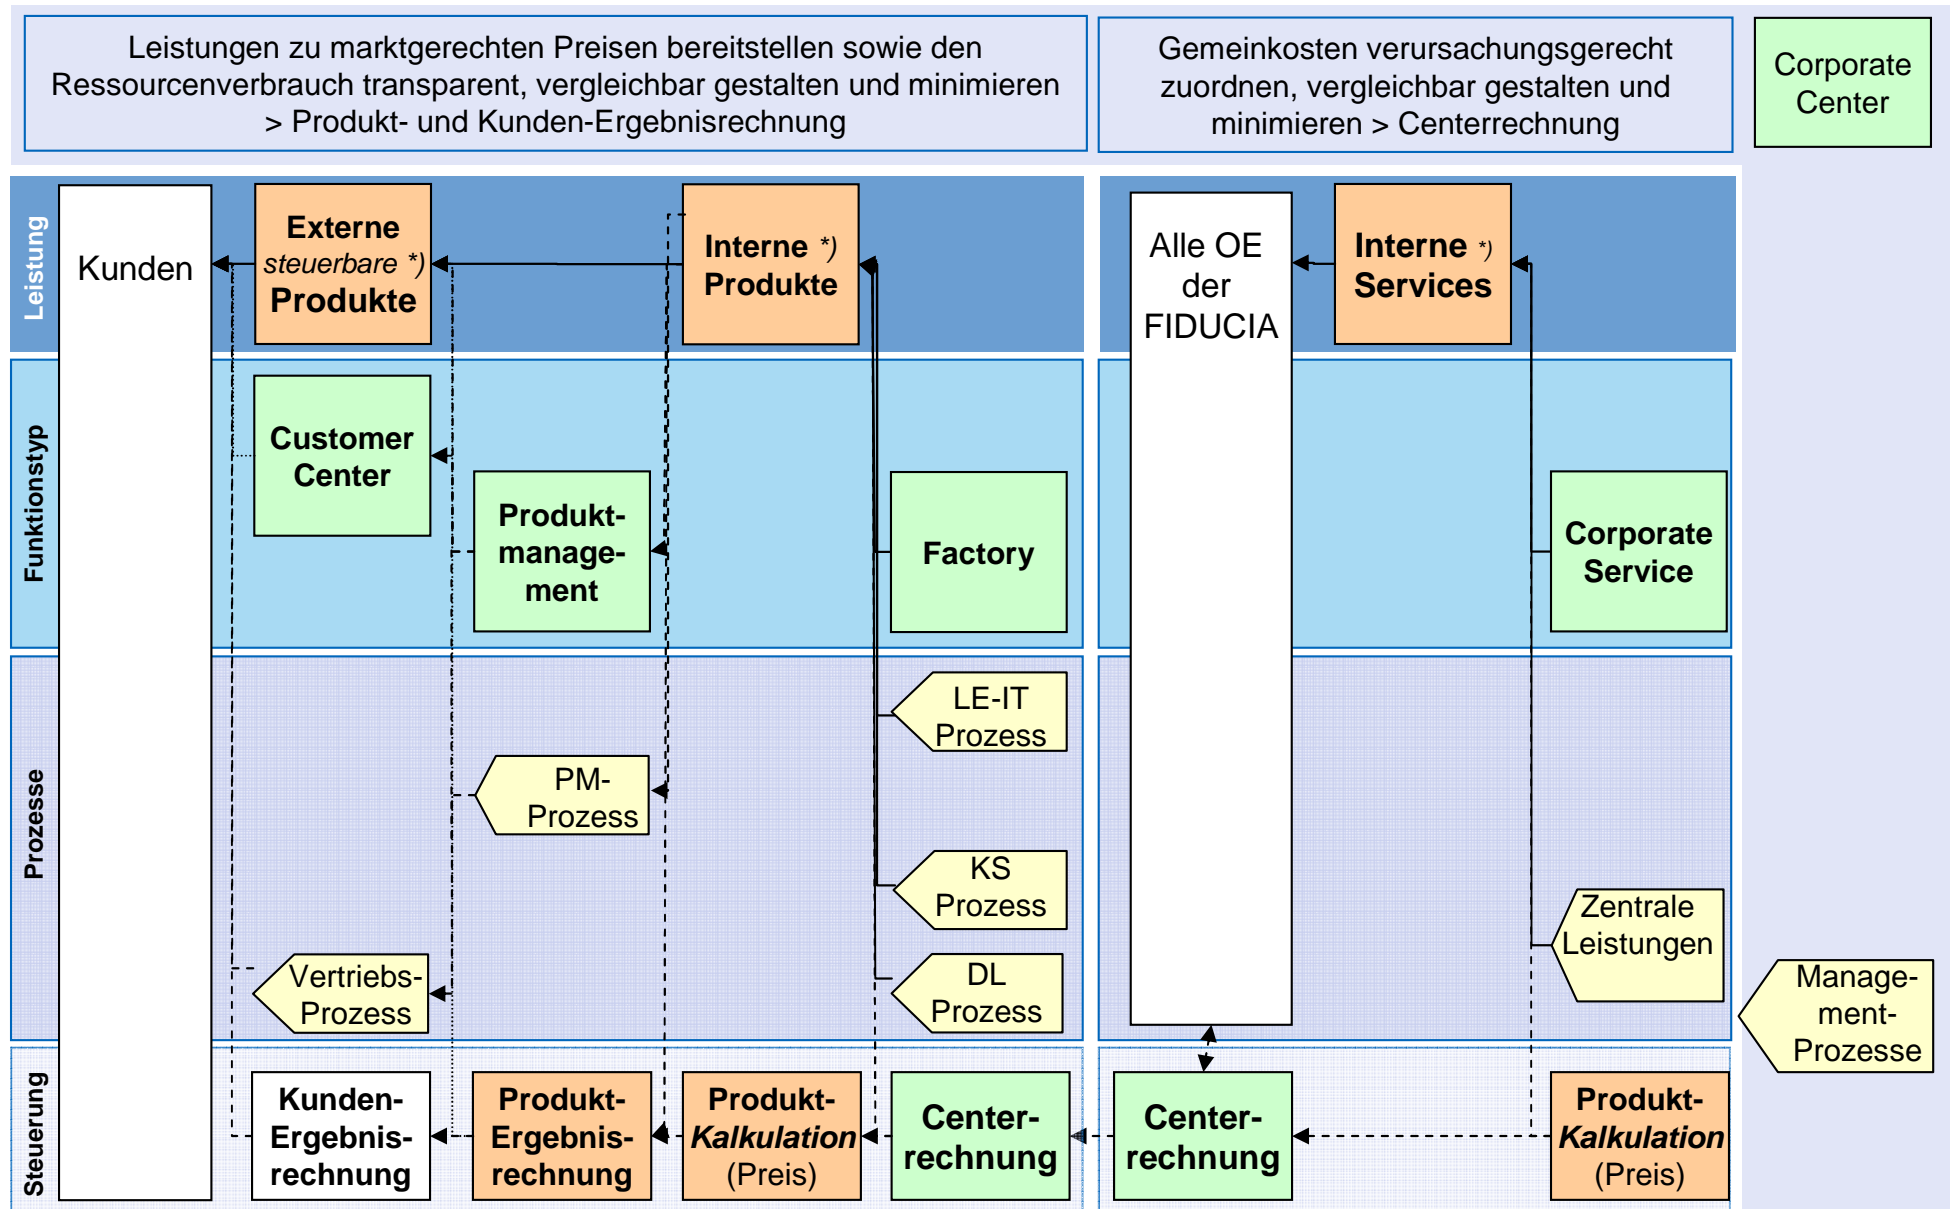 Leistungen zu marktgerechten Preisen bereitstellen sowie den
Ressourcenverbrauch transparent, vergleichbar gestalten und minimieren
> Produkt- und Kunden-Ergebnisrechnung
Gemeinkosten verursachungsgerecht
zuordnen, vergleichbar gestalten und
minimieren > Centerrechnung
Corporate
Center
Leistung
Kunden
Externe
steuerbare *)
Produkte
Interne *)
Produkte
Alle OE
der
FIDUCIA
Interne *)
Services
Funktionstyp
Customer
Center
Produkt-
manage-
ment
Factory
Corporate
Service
Prozesse
LE-IT
Prozess
PM-
Prozess
KS
Prozess
Vertriebs-
Prozess
DL
Prozess
Zentrale
Leistungen
Manage-
ment-
Prozesse
Steuerung
Kunden-
Ergebnis-
rechnung
Produkt-
Ergebnis-
rechnung
Produkt-
Kalkulation
(Preis)
Center-
rechnung
Center-
rechnung
Produkt-
Kalkulation
(Preis)